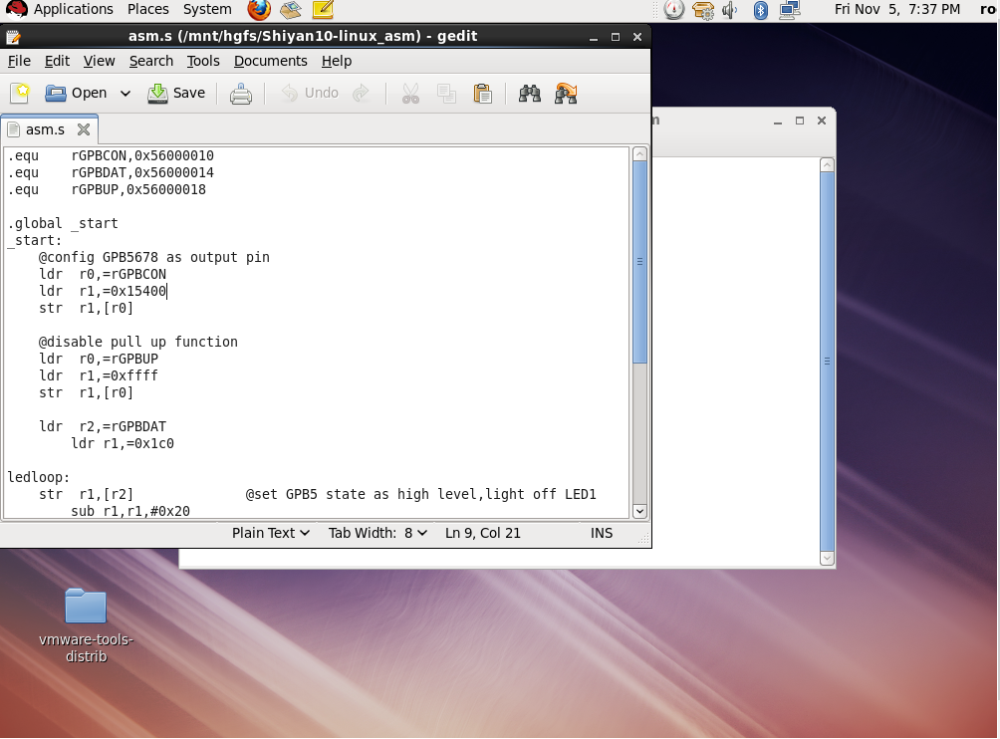 Applications Places System Fri Nov 5, 7:37 PM ro
asm.s (/mnt/hgfs/Shiyan10-linux_asm) - gedit
File Edit View Search Tools Documents Help
Open Save Undo
asm.s
.equ    rGPBCON,0x56000010
.equ    rGPBDAT,0x56000014
.equ    rGPBUP,0x56000018
.global _start
_start:
    @config GPB5678 as output pin
    ldr  r0,=rGPBCON
    ldr  r1,=0x15400
    str  r1,[r0]
    @disable pull up function
    ldr  r0,=rGPBUP
    ldr  r1,=0xffff
    str  r1,[r0]
    ldr  r2,=rGPBDAT
        ldr r1,=0x1c0
ledloop:
    str  r1,[r2]              @set GPB5 state as high level,light off LED1
        sub r1,r1,#0x20
Plain Text Tab Width: 8 Ln 9, Col 21 INS
vmware-tools-
distrib